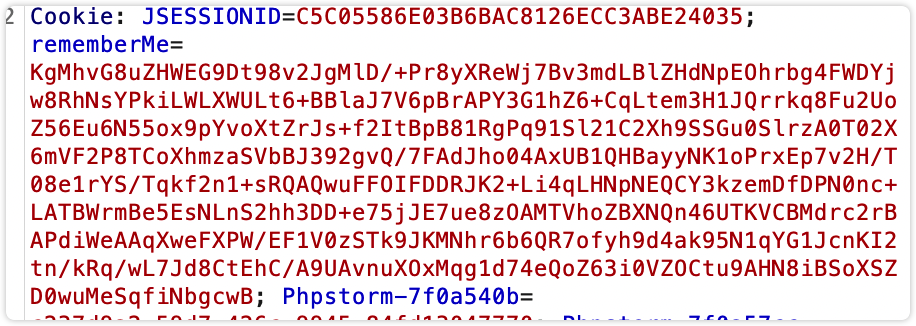 2 Cookie: JSESSIONID=C5C05586E03B6BAC8126ECC3ABE24035;
rememberMe=
KgMhvG8uZHWEG9Dt98v2JgMlD/+Pr8yXReWj7Bv3mdLBlZHdNpEOhrbg4FWDYj
w8RhNsYPkiLWLXWULt6+BBlaJ7V6pBrAPY3G1hZ6+CqLtem3H1JQrrkq8Fu2Uo
Z56Eu6N55ox9pYvoXtZrJs+f2ItBpB81RgPq91Sl21C2Xh9SSGu0SlrzA0T02X
6mVF2P8TCoXhmzaSVbBJ392gvQ/7FAdJho04AxUB1QHBayyNK1oPrxEp7v2H/T
08e1rYS/Tqkf2n1+sRQAQwuFFOIFDDRJK2+Li4qLHNpNEQCY3kzemDfDPN0nc+
LATBWrmBe5EsNLnS2hh3DD+e75jJE7ue8zOAMTVhoZBXNQn46UTKVCBMdrc2rB
APdiWeAAqXweFXPW/EF1V0zSTk9JKMNhr6b6QR7ofyh9d4ak95N1qYG1JcnKI2
tn/kRq/wL7Jd8CtEhC/A9UAvnuXOxMqg1d74eQoZ63i0VZOCtu9AHN8iBSoXSZ
D0wuMeSqfiNbgcwB; Phpstorm-7f0a540b=